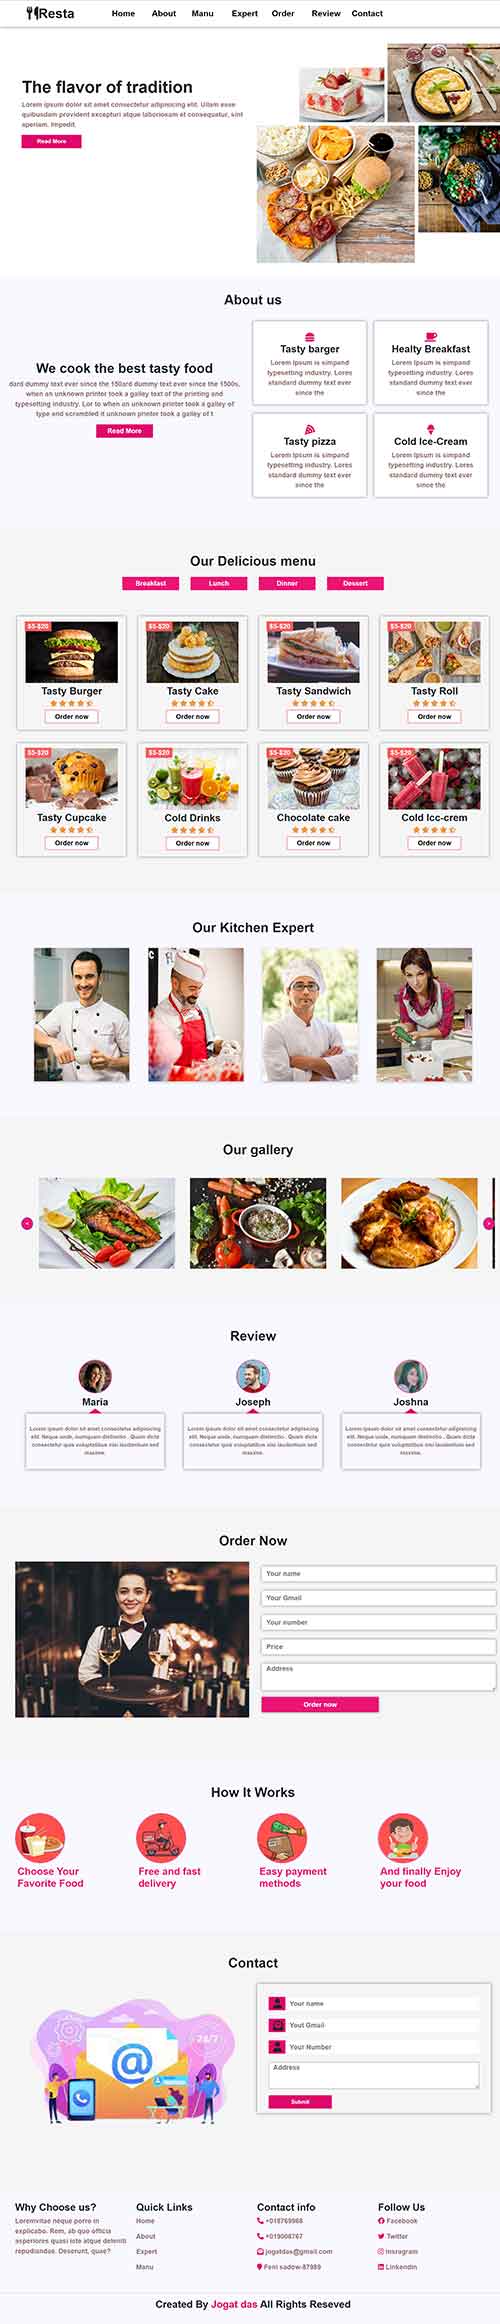 Resta
Home About Manu Expert Order Review Contact
The flavor of tradition
Lorem ipsum dolor sit amet consectetur adipisicing elit. Ullam esse
quibusdam provident excepturi atque laboriosam et consequatur, sint
aperiam. Impedit.
Read More
About us
We cook the best tasty food
dard dummy text ever since the 150ard dummy text ever since the 1500s,
when an unknown printer took a galley text of the printing and
typesetting industry. Lor to when an unknown printer took a galley of
type and scrambled it unknown printer took a galley of t
Read More
Tasty barger
Lorem Ipsum is simpand
typesetting industry. Lores
standard dummy text ever
since the
Healty Breakfast
Lorem Ipsum is simpand
typesetting industry. Lores
standard dummy text ever
since the
Tasty pizza
Lorem Ipsum is simpand
typesetting industry. Lores
standard dummy text ever
since the
Cold Ice-Cream
Lorem Ipsum is simpand
typesetting industry. Lores
standard dummy text ever
since the
Our Delicious menu
Breakfast Lunch Dinner Dessert
$5-$20 $5-$20 $5-$20 $5-$20
Tasty Burger Tasty Cake Tasty Sandwich Tasty Roll
Order now Order now Order now Order now
$5-$20 $5-$20 $5-$20 $5-$20
Tasty Cupcake Cold Drinks Chocolate cake Cold Icc-crem
Order now Order now Order now Order now
Our Kitchen Expert
Our gallery
Review
Maria
Lorem ipsum dolor sit amet consectetur adipisicing
elit. Neque unde, numquam distinctio . Quam dicta
consectetur quia voluptatibus nisi laudantium sed
maxime.
Joseph
Lorem ipsum dolor sit amet consectetur adipisicing
elit. Neque unde, numquam distinctio . Quam dicta
consectetur quia voluptatibus nisi laudantium sed
maxime.
Joshna
Lorem ipsum dolor sit amet consectetur adipisicing
elit. Neque unde, numquam distinctio . Quam dicta
consectetur quia voluptatibus nisi laudantium sed
maxime.
Order Now
Your name
Your Gmail
Your number
Price
Address
Order now
How It Works
Choose Your
Favorite Food
Free and fast
delivery
Easy payment
methods
And finally Enjoy
your food
Contact
24/7
@
Your name
Yout Gmail
Your Number
Address
Submit
Why Choose us?
Loremvitae neque porro in
explicabo. Rem, ab quo officia
asperiores quasi iste atque deleniti
repudiandae. Deserunt, quae?
Quick Links
Home
About
Expert
Manu
Contact info
+018769966
jogatdas@gmail.com
Feni sadow-87989
Follow Us
Facebook
Twitter
Linkendin
Created By Jogat das All Rights Reseved